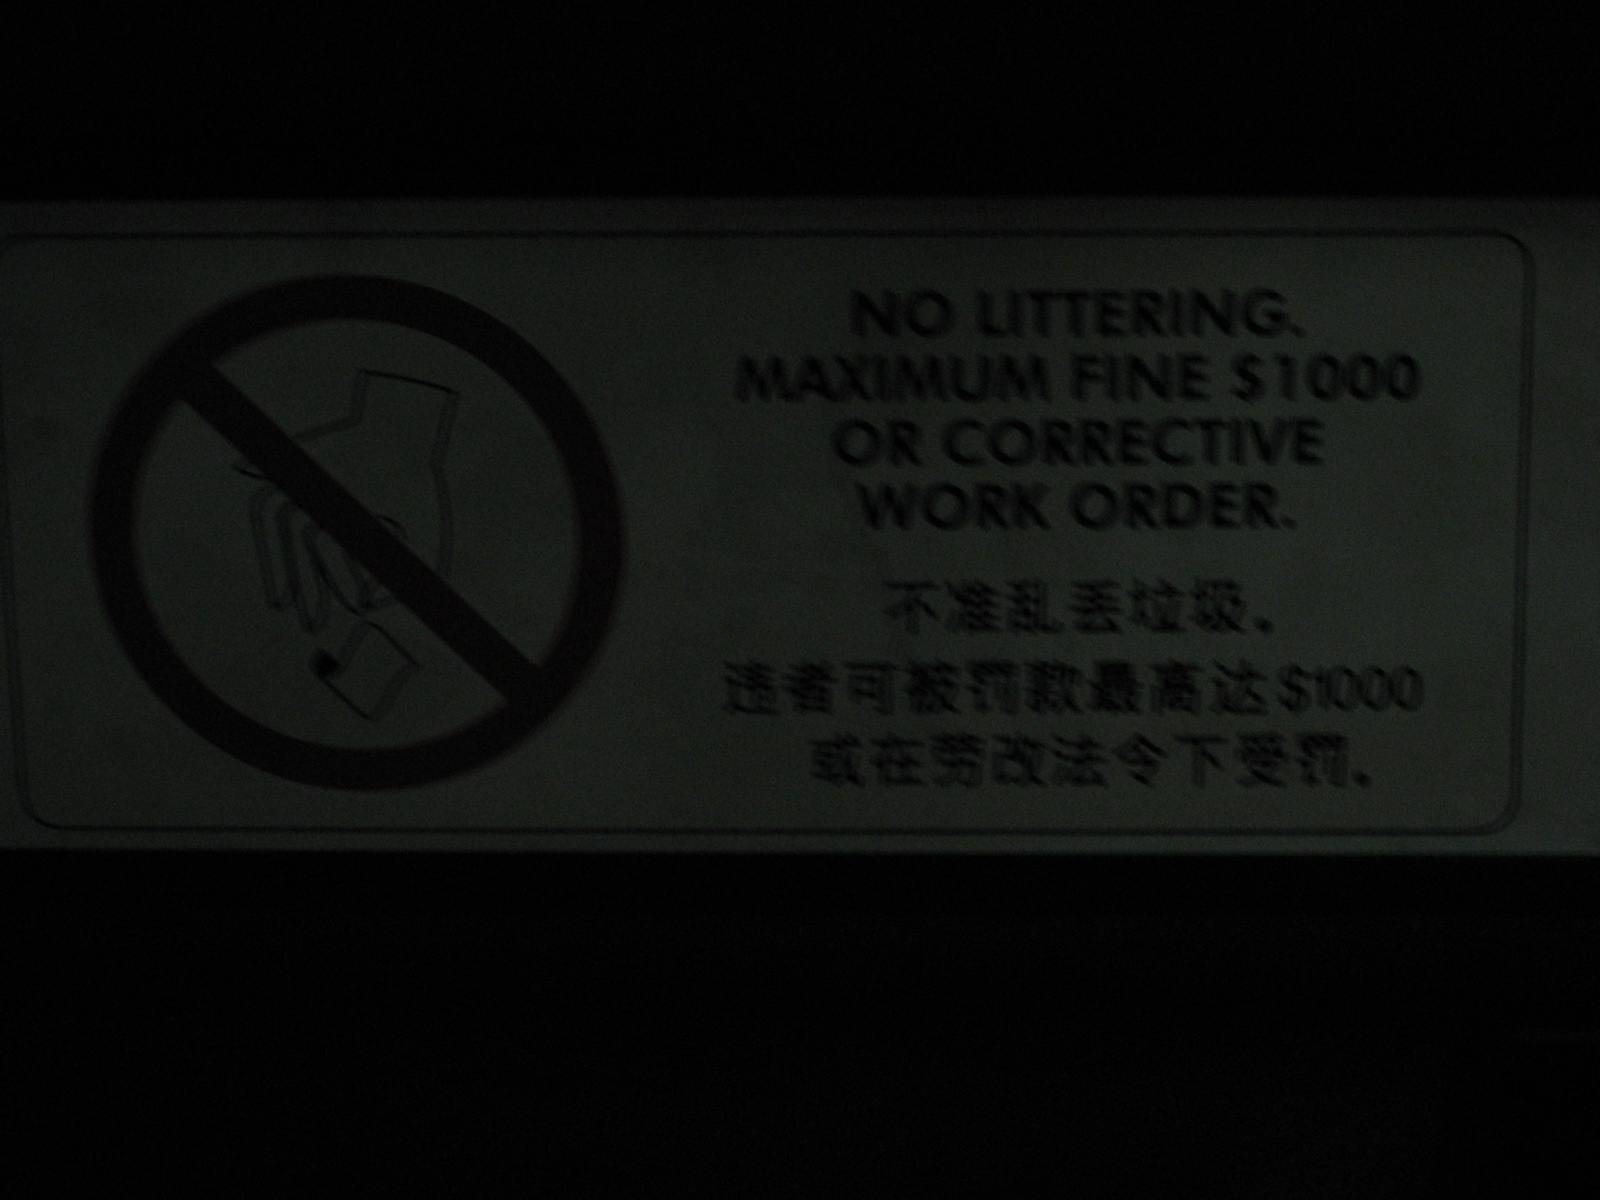 NO LITTERING.
MAXIMUM FINE $1000
OR CORRECTIVE
WORK ORDER.
不准乱丢垃圾。
违者可被罚款最高达$1000
或在劳改法令下受罚。